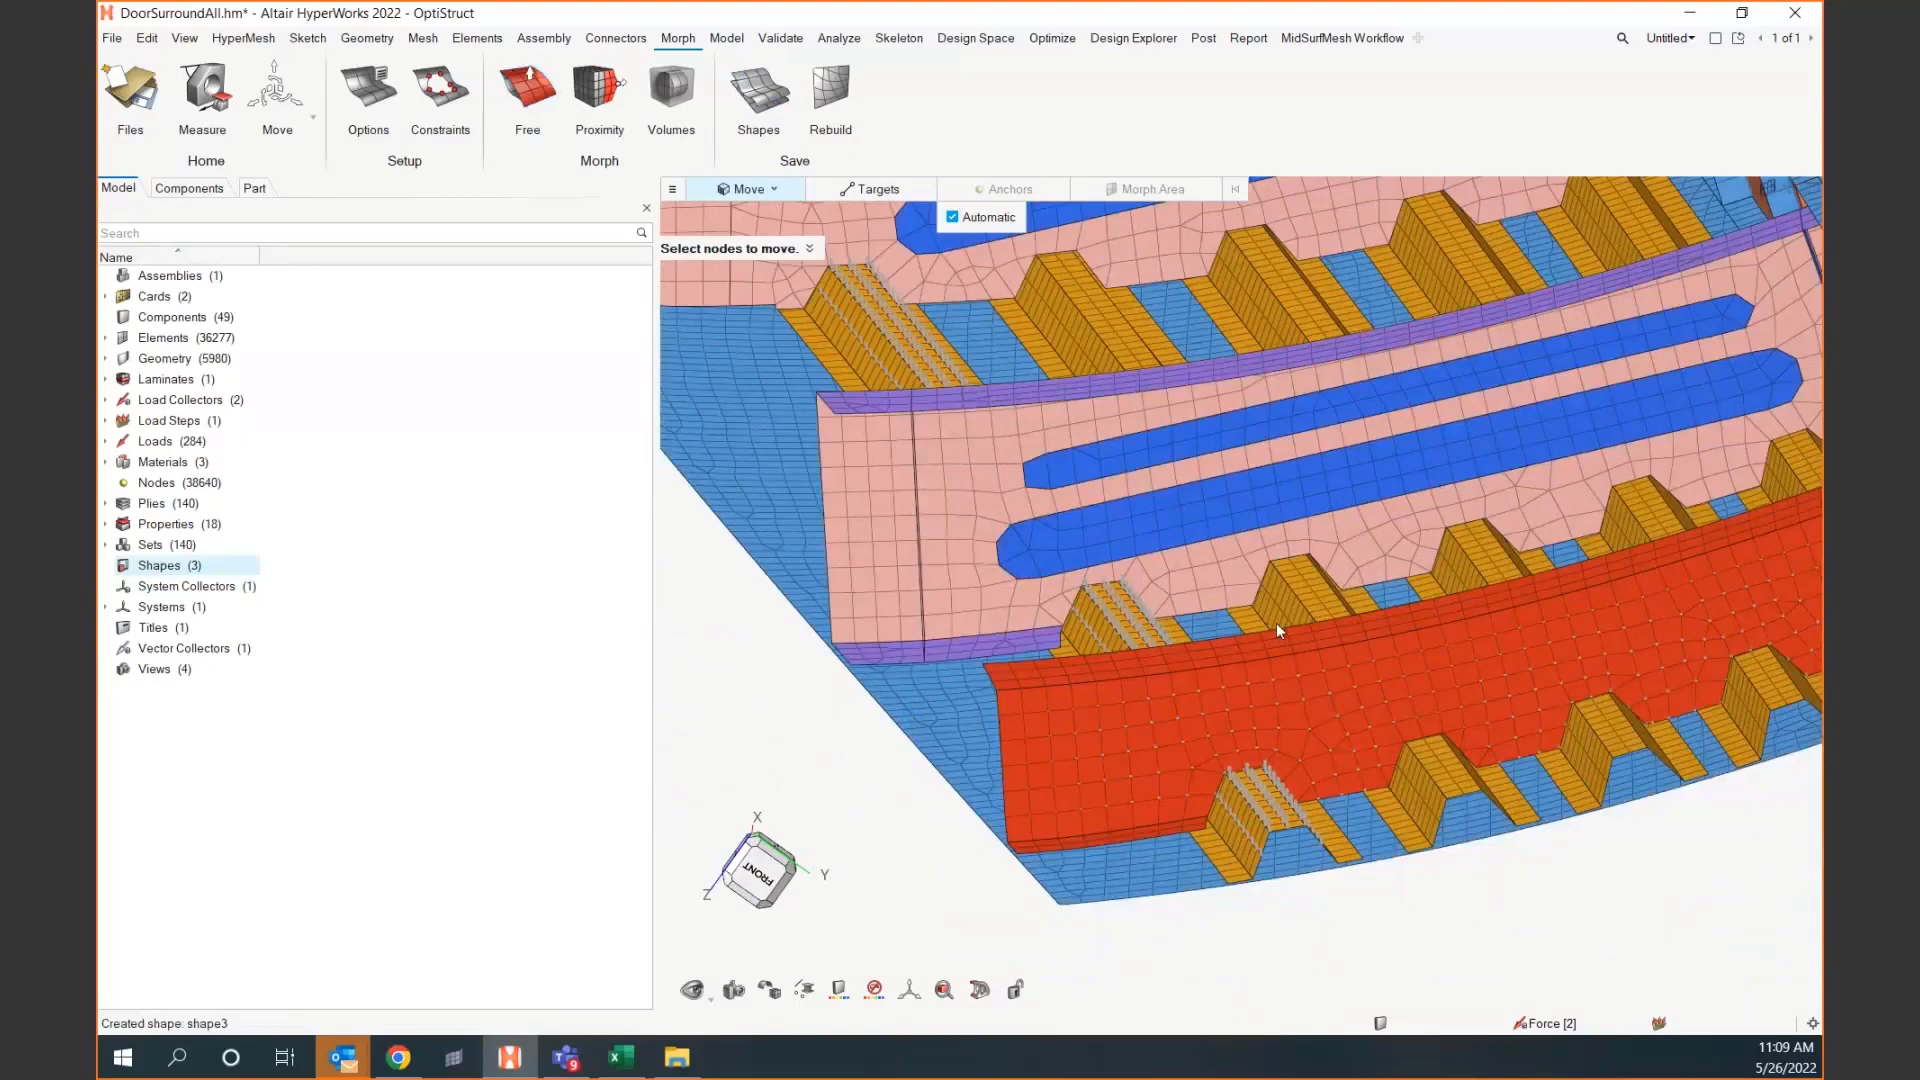 DoorSurroundAll.hm* - Altair HyperWorks 2022 - OptiStruct
File Edit View HyperMesh Sketch Geometry Mesh Elements Assembly Connectors Morph Model Validate Analyze Skeleton Design Space Optimize Design Explorer Post Report MidSurfMesh Workflow Untitled 1 of 1
Files Measure Move Options Constraints Free Proximity Volumes Shapes Rebuild
Home Setup Morph Save
Model Components Part
Move Targets Anchors Morph Area
Automatic
Search
Select nodes to move.
Name
Assemblies (1)
Cards (2)
Components (49)
Elements (36277)
Geometry (5980)
Laminates (1)
Load Collectors (2)
Load Steps (1)
Loads (284)
Materials (3)
Nodes (38640)
Plies (140)
Properties (18)
Sets (140)
Shapes (3)
System Collectors (1)
Systems (1)
Titles (1)
Vector Collectors (1)
Views (4)
X
FRONT
Y
Z
Created shape: shape3
Force [2]
9
11:09 AM
5/26/2022